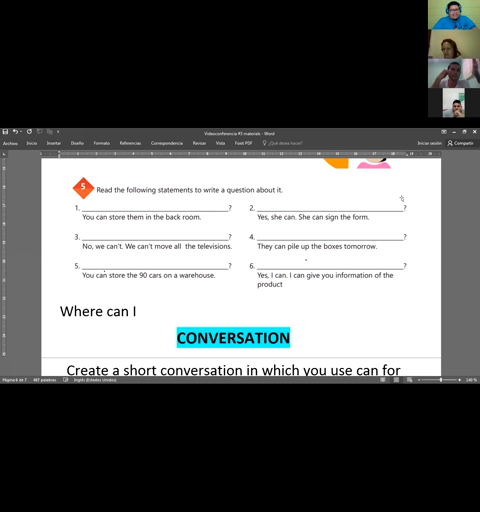 Videoconferencia #3 materials - Word
Archivo Inicio Insertar Diseño Formato Referencias Correspondencia Revisar Vista Foxit PDF ¿Qué desea hacer? Iniciar sesión Compartir
5 Read the following statements to write a question about it.
1. ? 2. ?
You can store them in the back room. Yes, she can. She can sign the form.
3. ? 4. ?
No, we can't. We can't move all the televisions. They can pile up the boxes tomorrow.
5. ? 6. ?
You can store the 90 cars on a warehouse. Yes, I can. I can give you information of the
product
Where can I
CONVERSATION
Create a short conversation in which you use can for
Página 6 de 7 467 palabras Inglés (Estados Unidos) 240 %